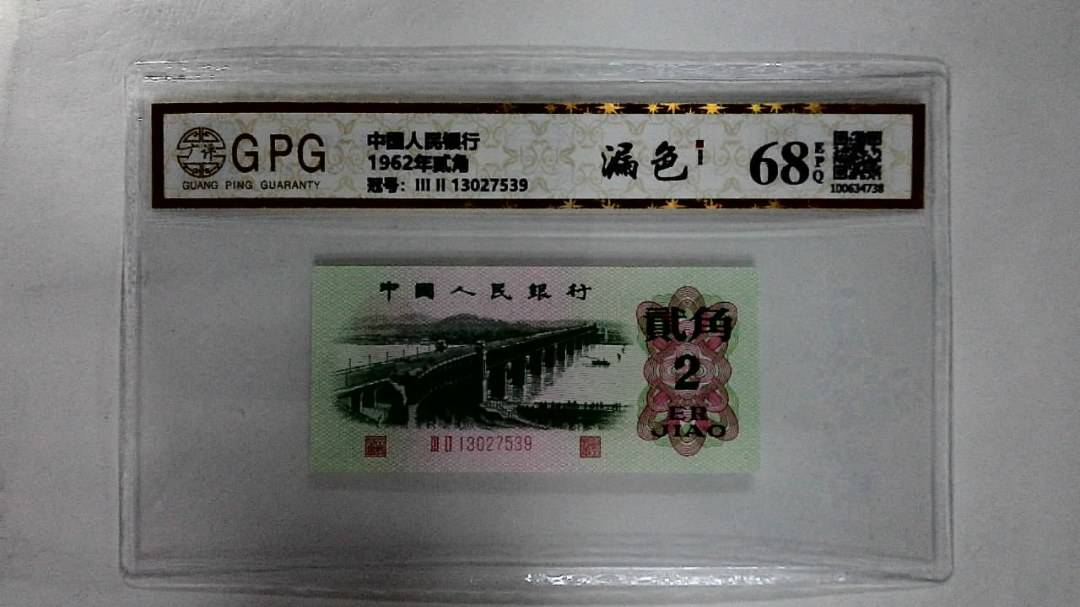 GPG
GUANG PING GUARANTY
中國人民銀行
1962年贰角
冠号: III II 13027539
漏色
68
EPQ
100634738
中國人民銀行
貳角
2
ER
JIAO
III II 13027539